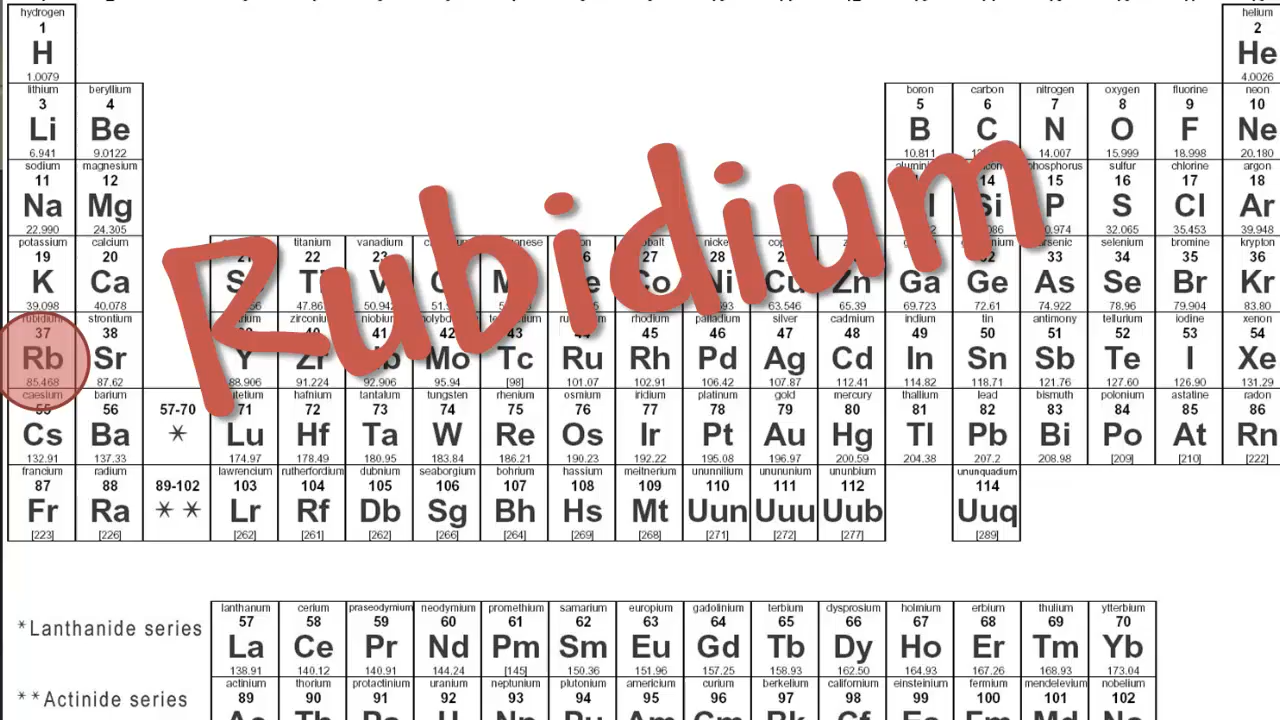 hydrogen helium
1 2
H He
1.0079 4.0026
lithium beryllium boron carbon nitrogen oxygen fluorine neon
3 4 5 6 7 8 9 10
Li Be B C N O F Ne
6.941 9.0122 10.811 14.007 15.999 18.998 20.180
sodium magnesium phosphorus sulfur chlorine argon
11 12 14 15 16 17 18
Na Mg Si P S Cl Ar
22.990 24.305 32.065 35.453 39.948
potassium calcium titanium vanadium selenium bromine krypton
19 20 21 22 23 27 28 33 34 35 36
K Ca Co Ni Zn Ga Ge As Se Br Kr
39.098 40.078 63.546 65.39 69.723 72.61 74.922 78.96 79.904 83.80
Rubidium
rubidium strontium rhodium palladium silver cadmium indium tin antimony tellurium iodine xenon
37 38 41 42 43 45 46 47 48 49 50 51 52 53 54
Rb Sr Y Zr Mo Tc Ru Rh Pd Ag Cd In Sn Sb Te I Xe
85.468 87.62 88.906 91.224 92.906 95.94 [98] 101.07 102.91 106.42 107.87 112.41 114.82 118.71 121.76 127.60 126.90 131.29
caesium barium hafnium tantalum tungsten rhenium osmium iridium platinum gold mercury thallium lead bismuth polonium astatine radon
55 56 57-70 71 72 73 74 75 76 77 78 79 80 81 82 83 84 85 86
Cs Ba * Lu Hf Ta W Re Os Ir Pt Au Hg Tl Pb Bi Po At Rn
132.91 137.33 174.97 178.49 180.95 183.84 186.21 190.23 192.22 195.08 196.97 200.59 204.38 207.2 208.98 [209] [210] [222]
francium radium lawrencium rutherfordium dubnium seaborgium bohrium hassium meitnerium ununnilium unununium ununbium ununquadium
87 88 89-102 103 104 105 106 107 108 109 110 111 112 114
Fr Ra * * Lr Rf Db Sg Bh Hs Mt Uun Uuu Uub Uuq
[223] [226] [262] [261] [262] [266] [264] [269] [268] [271] [272] [277] [289]
lanthanum cerium praseodymium neodymium promethium samarium europium gadolinium terbium dysprosium holmium erbium thulium ytterbium
57 58 59 60 61 62 63 64 65 66 67 68 69 70
*Lanthanide series La Ce Pr Nd Pm Sm Eu Gd Tb Dy Ho Er Tm Yb
138.91 140.12 140.91 144.24 [145] 150.36 151.96 157.25 158.93 162.50 164.93 167.26 168.93 173.04
actinium thorium protactinium uranium neptunium plutonium americium curium berkelium californium einsteinium fermium mendelevium nobelium
**Actinide series 89 90 91 92 93 94 95 96 97 98 99 100 101 102